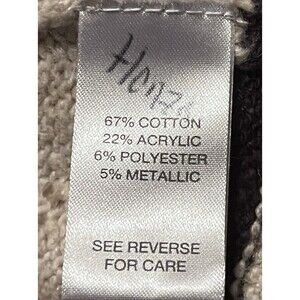 67% COTTON
22% ACRYLIC
6% POLYESTER
5% METALLIC
SEE REVERSE
FOR CARE